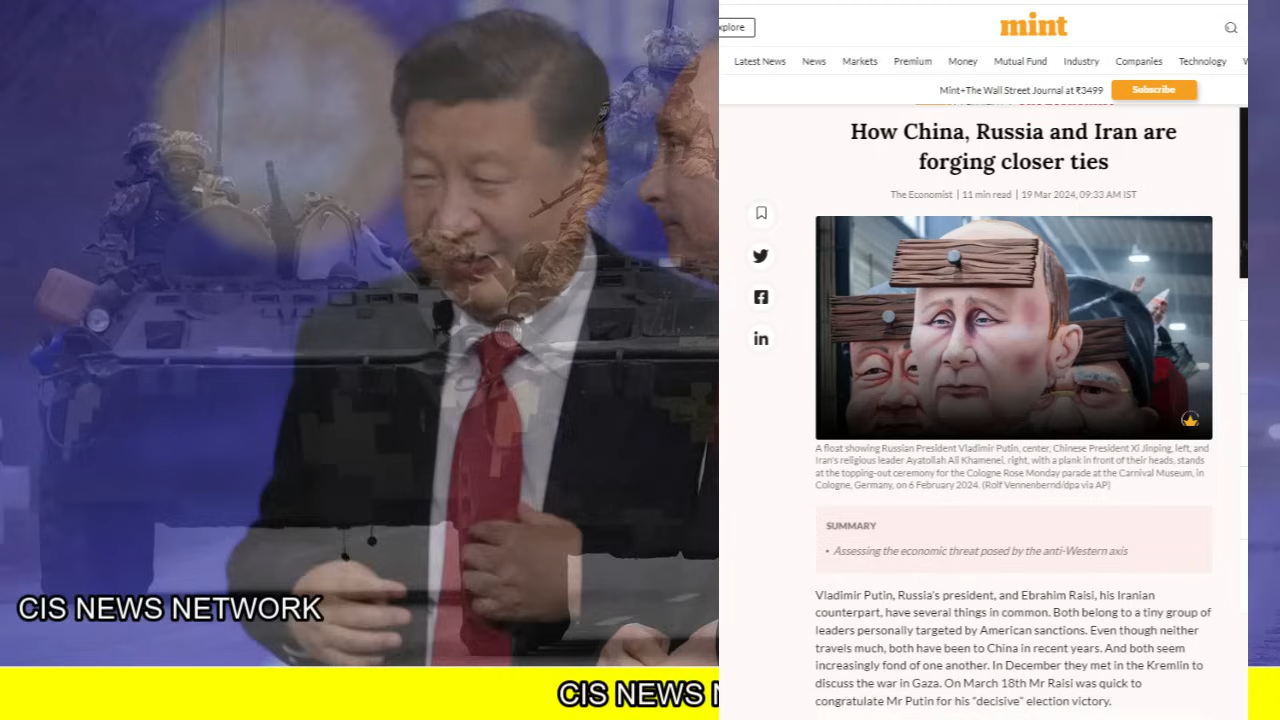 xplore
mint
Latest News News Markets Premium Money Mutual Fund Industry Companies Technology
Mint+The Wall Street Journal at ₹3499 Subscribe
How China, Russia and Iran are
forging closer ties
The Economist | 11 min read | 19 Mar 2024, 09:33 AM IST
A float showing Russian President Vladimir Putin, center, Chinese President Xi Jinping, left, and
Iran's religious leader Ayatollah Ali Khamenei, right, with a plank in front of their heads, stands
at the topping-out ceremony for the Cologne Rose Monday parade at the Carnival Museum, in
Cologne, Germany, on 6 February 2024. (Rolf Vennenbernd/dpa via AP)
SUMMARY
• Assessing the economic threat posed by the anti-Western axis
Vladimir Putin, Russia's president, and Ebrahim Raisi, his Iranian
counterpart, have several things in common. Both belong to a tiny group of
leaders personally targeted by American sanctions. Even though neither
travels much, both have been to China in recent years. And both seem
increasingly fond of one another. In December they met in the Kremlin to
discuss the war in Gaza. On March 18th Mr Raisi was quick to
congratulate Mr Putin for his "decisive" election victory.
CIS NEWS NETWORK
CIS NEWS N